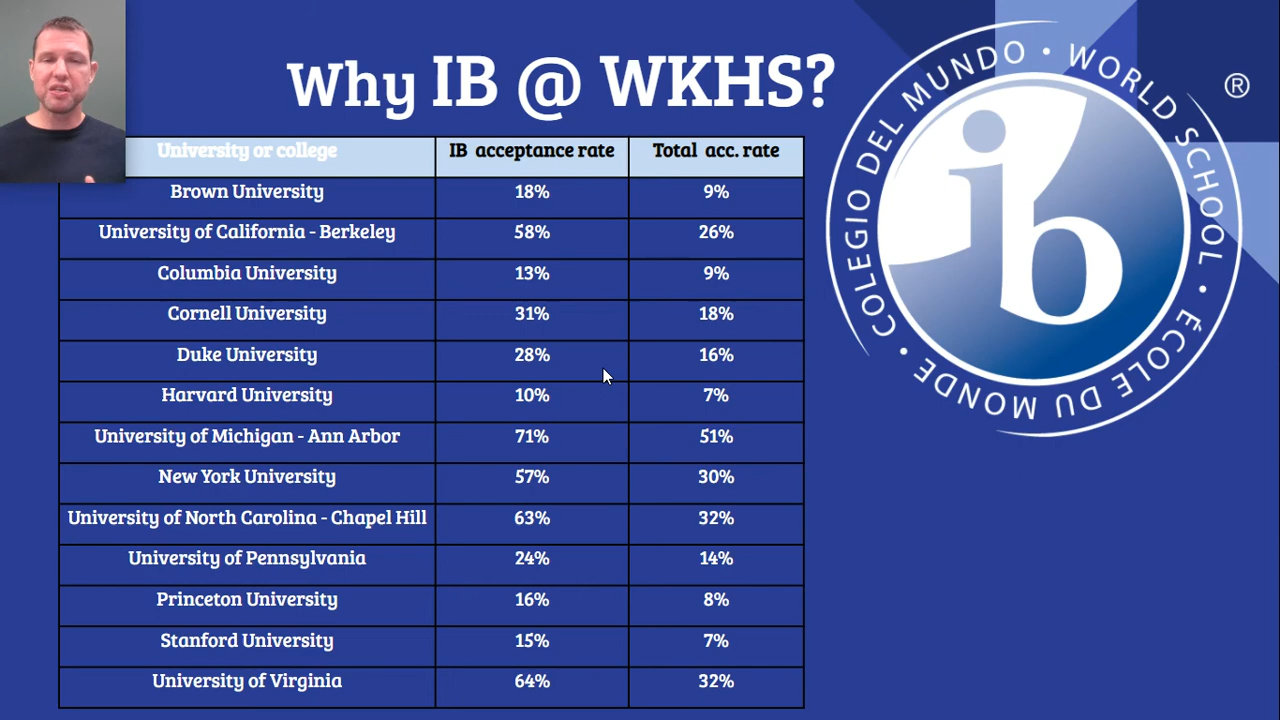 Why IB @ WKHS?
University or college IB acceptance rate Total acc. rate
Brown University 18% 9%
University of California - Berkeley 58% 26%
Columbia University 13% 9%
Cornell University 31% 18%
Duke University 28% 16%
Harvard University 10% 7%
University of Michigan - Ann Arbor 71% 51%
New York University 57% 30%
University of North Carolina - Chapel Hill 63% 32%
University of Pennsylvania 24% 14%
Princeton University 16% 8%
Stanford University 15% 7%
University of Virginia 64% 32%
COLEGIO DEL MUNDO • WORLD SCHOOL • ÉCOLE DU MONDE •
ib
®